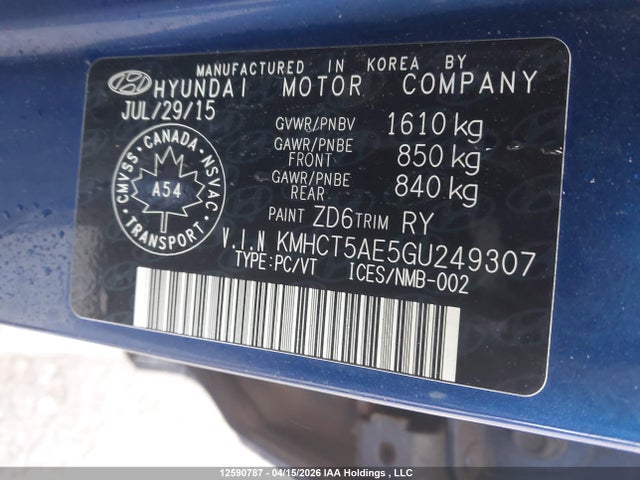 MANUFACTURED IN KOREA BY
HYUNDAI MOTOR COMPANY
JUL/29/15
GVWR/PNBV 1610 kg
GAWR/PNBE FRONT 850 kg
GAWR/PNBE REAR 840 kg
CANADA
CMVSS NSVAC
A54
TRANSPORT
PAINT ZD6 TRIM RY
V.I.N KMHCT5AE5GU249307
TYPE:PC/VT ICES/NMB-002
12590787 - 04/15/2026 IAA Holdings , LLC